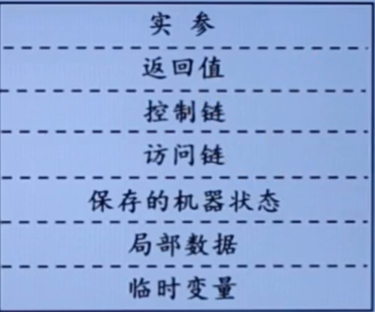 实参
返回值
控制链
访问链
保存的机器状态
局部数据
临时变量